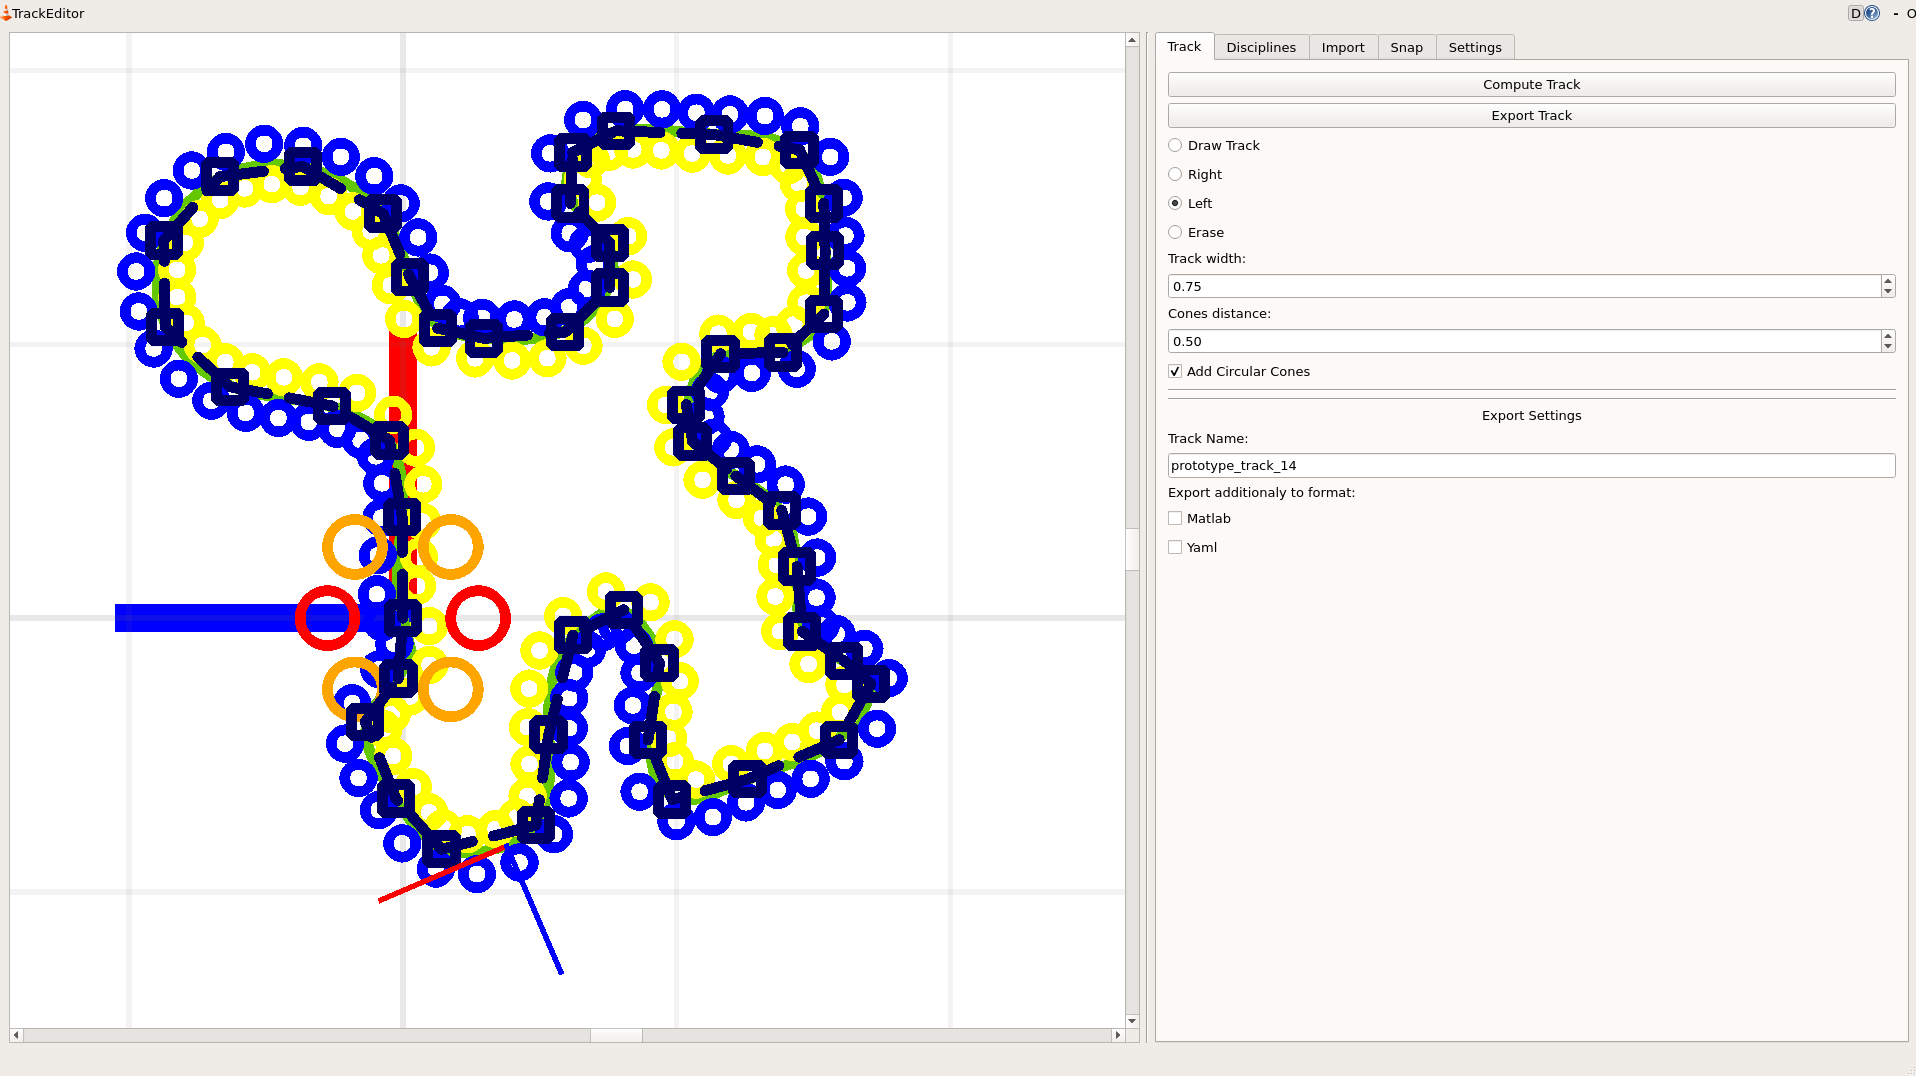 TrackEditor
D ? - O
Track Disciplines Import Snap Settings
Compute Track
Export Track
Draw Track
Right
Left
Erase
Track width:
0.75
Cones distance:
0.50
Add Circular Cones
Export Settings
Track Name:
prototype_track_14
Export additionaly to format:
Matlab
Yaml